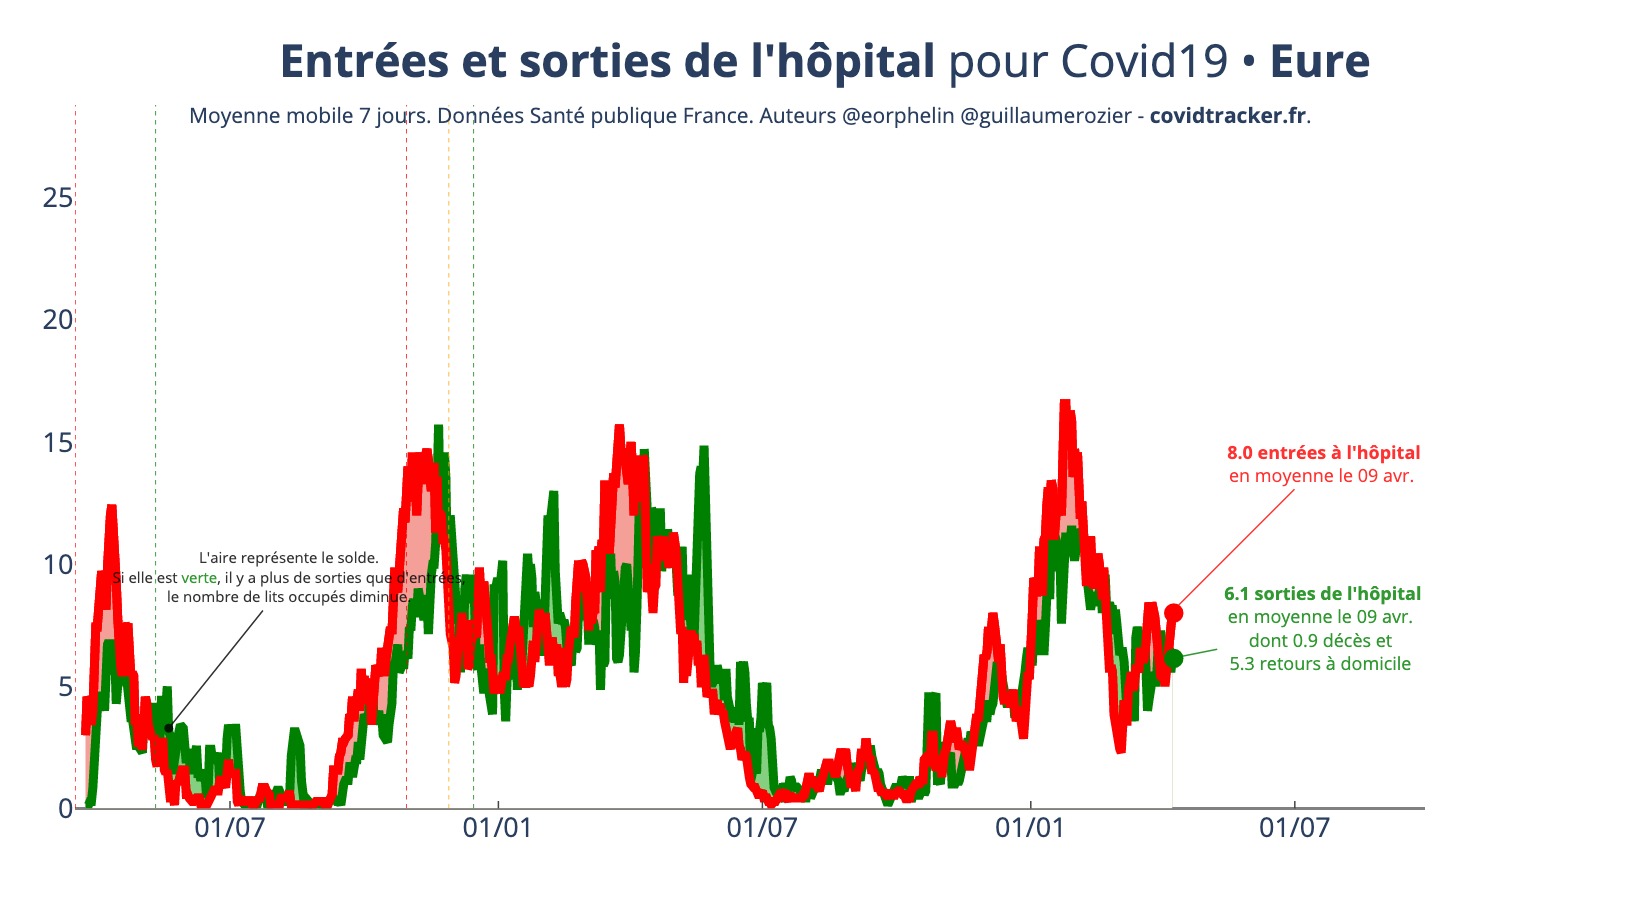 Entrées et sorties de l'hôpital pour Covid19 • Eure
Moyenne mobile 7 jours. Données Santé publique France. Auteurs @eorphelin @guillaumerozier - covidtracker.fr.
25
20
15
10
5
0
L'aire représente le solde.
Si elle est verte, il y a plus de sorties que d'entrées,
le nombre de lits occupés diminue.
8.0 entrées à l'hôpital
en moyenne le 09 avr.
6.1 sorties de l'hôpital
en moyenne le 09 avr.
dont 0.9 décès et
5.3 retours à domicile
01/07
01/01
01/07
01/01
01/07